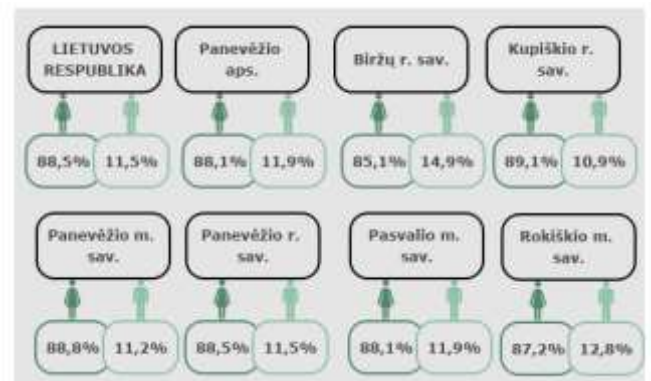 LIETUVOS
RESPUBLIKA
Panevėžio
aps.
Biržų r. sav.
Kupiškio r.
sav.
88,5% 11,5%
88,1% 11,9%
85,1% 14,9%
89,1% 10,9%
Panevėžio m.
sav.
Panevėžio r.
sav.
Pasvalio m.
sav.
Rokiškio m.
sav.
88,8% 11,2%
88,5% 11,5%
88,1% 11,9%
87,2% 12,8%